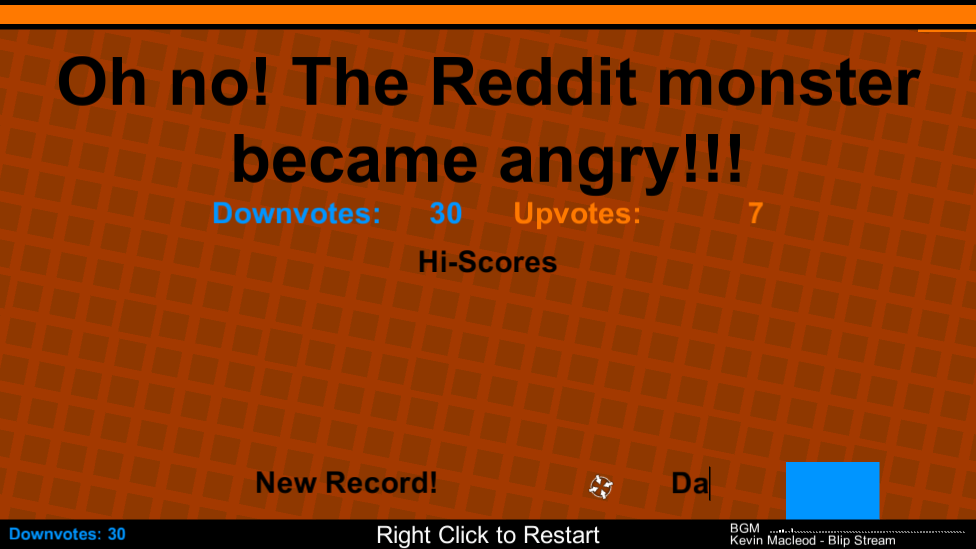 Oh no! The Reddit monster
became angry!!!
Downvotes: 30 Upvotes: 7
Hi-Scores
New Record! Da
Downvotes: 30 Right Click to Restart BGM
Kevin Macleod - Blip Stream